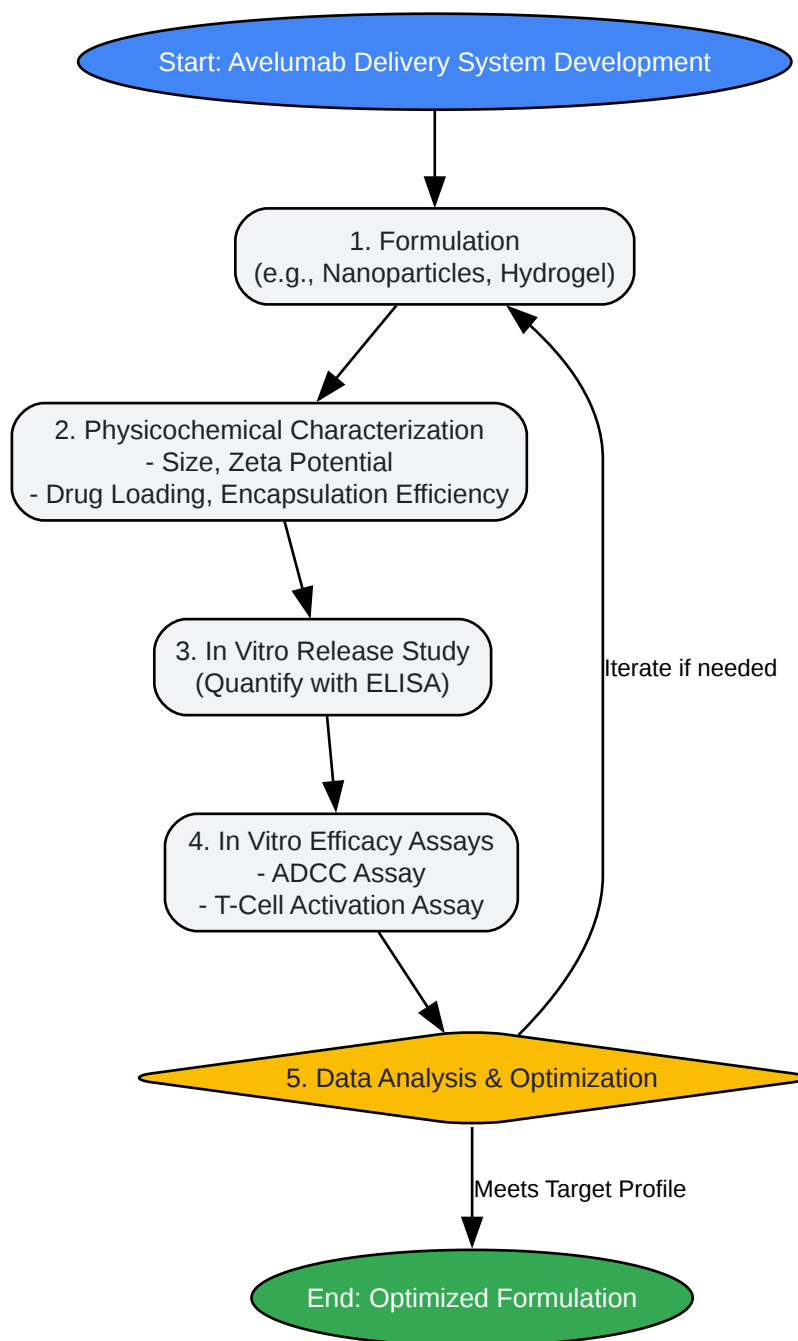 Start: Avelumab Delivery System Development
1. Formulation
(e.g., Nanoparticles, Hydrogel)
2. Physicochemical Characterization
- Size, Zeta Potential
- Drug Loading, Encapsulation Efficiency
3. In Vitro Release Study
(Quantify with ELISA)
Iterate if needed
4. In Vitro Efficacy Assays
- ADCC Assay
- T-Cell Activation Assay
5. Data Analysis & Optimization
Meets Target Profile
End: Optimized Formulation